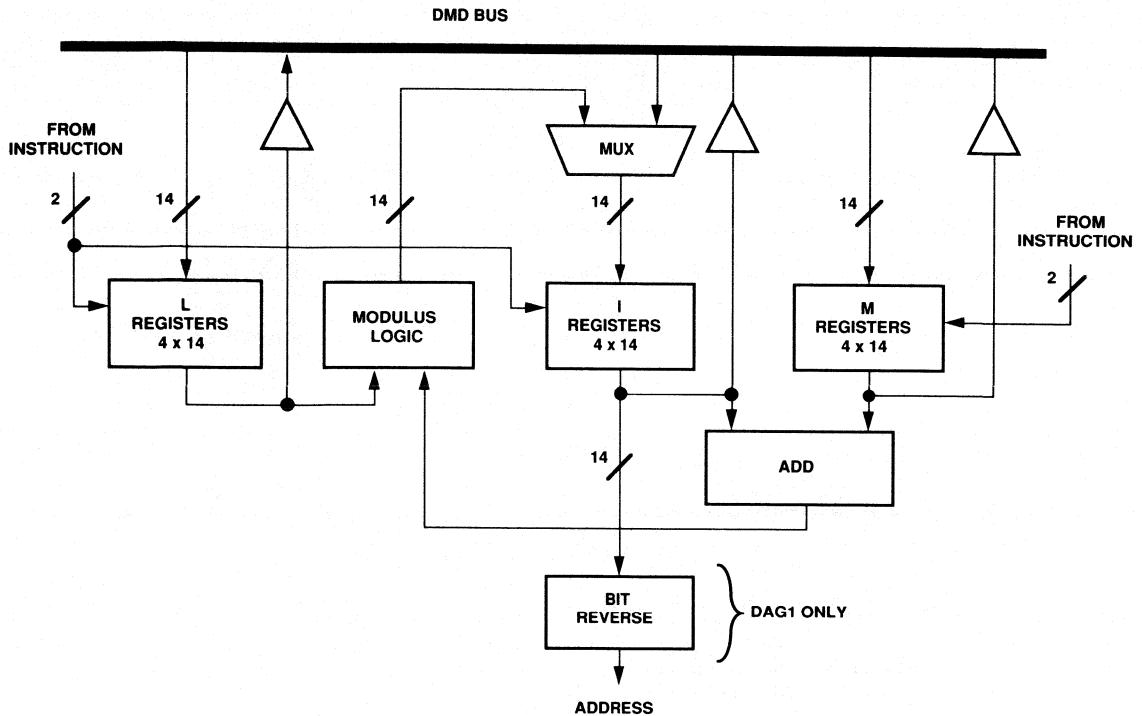 DMD BUS
FROM
INSTRUCTION
2
14
14
MUX
14
14
FROM
INSTRUCTION
2
L
REGISTERS
4 x 14
MODULUS
LOGIC
I
REGISTERS
4 x 14
M
REGISTERS
4 x 14
14
ADD
BIT
REVERSE
DAG1 ONLY
ADDRESS